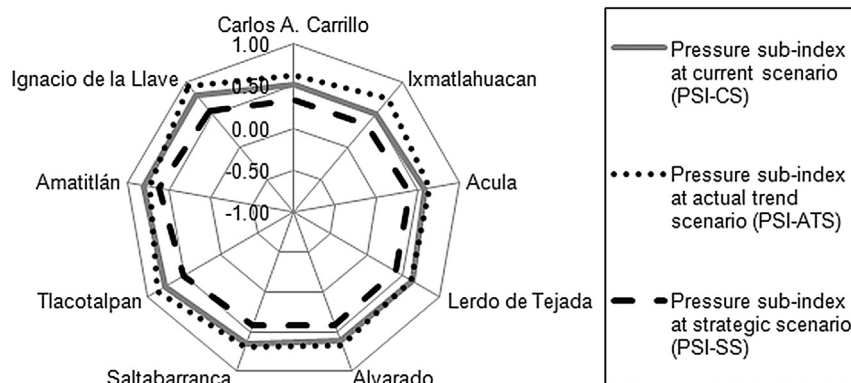 Carlos A. Carrillo
1.00
Ignacio de la Llave
0.50
Ixmatlahuacan
0.00
Amatitlán
-0.50
Acula
-1.00
Tlacotalpan
Lerdo de Tejada
Saltabarranca
Alvarado
Pressure sub-index
at current scenario
(PSI-CS)
Pressure sub-index
at actual trend
scenario (PSI-ATS)
Pressure sub-index
at strategic scenario
(PSI-SS)